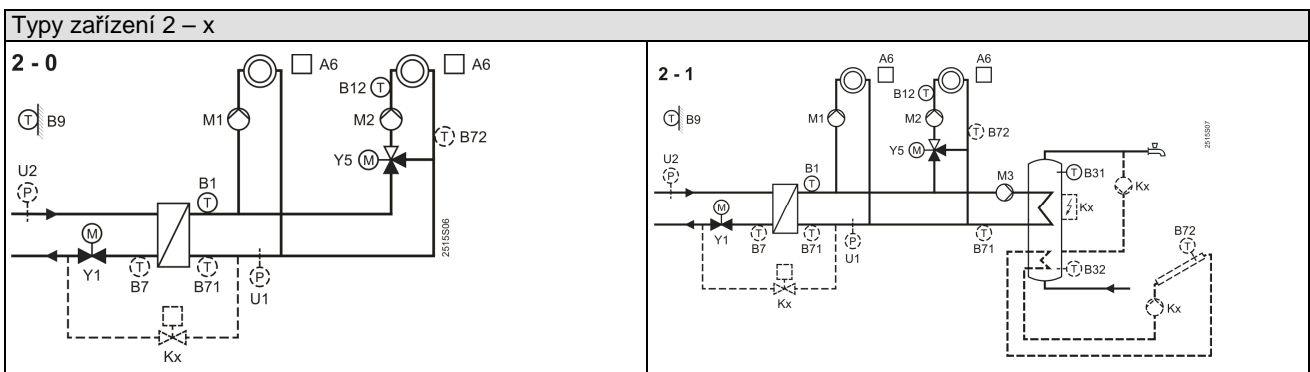 Typy zařízení 2 – x
2 - 0
A6
A6
B12 T
T B9
M1
M2
T B72
Y5 M
U2
P
B1
T
M
Y1
T
B7
T
B71
P
U1
Kx
2515S06
2 - 1
A6
A6
B12 T
T B9
M1
M2
T B72
Y5 M
2515S07
U2
P
B1
T
M3
T B31
Kx
Kx
M
Y1
T
B7
T
B71
P
U1
T
B71
B72
T
T B32
Kx
Kx